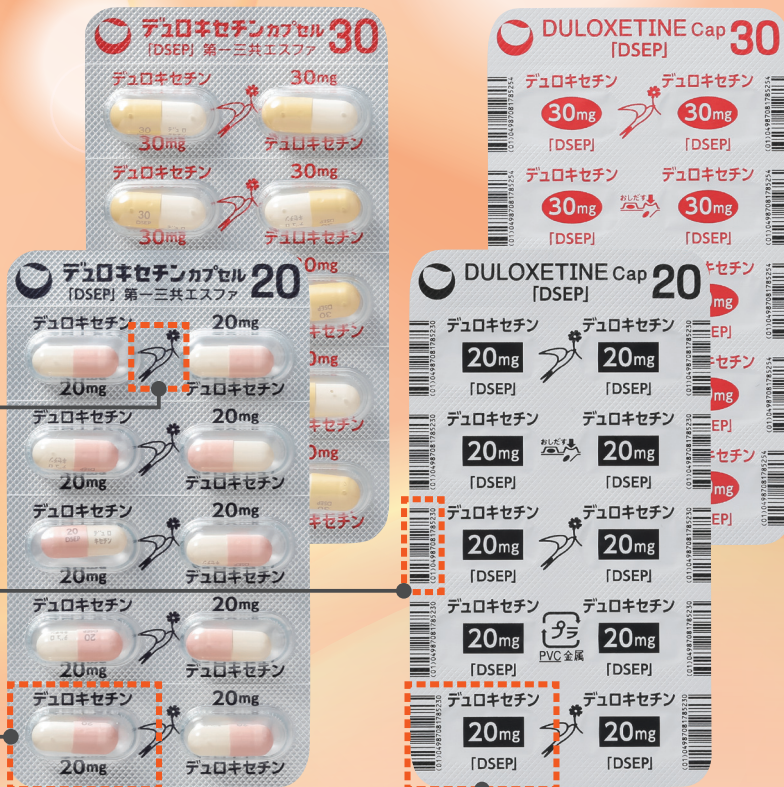 デュロキセチンカプセル 30
「DSEP」第一三共エスファ
デュロキセチン 30mg
30mg デュロキセチン
デュロキセチン 30mg
30mg デュロキセチン
DULOXETINE Cap 30
「DSEP」
デュロキセチン デュロキセチン
30mg 30mg
「DSEP」 「DSEP」
デュロキセチン デュロキセチン
30mg おしだす 30mg
「DSEP」 「DSEP」
(01)04987081785254
デュロキセチンカプセル 20
「DSEP」第一三共エスファ
デュロキセチン 20mg
20mg デュロキセチン
デュロキセチン 20mg
20mg デュロキセチン
デュロキセチン 20mg
20mg デュロキセチン
デュロキセチン 20mg
20mg デュロキセチン
デュロキセチン 20mg
20mg デュロキセチン
DULOXETINE Cap 20
「DSEP」
デュロキセチン デュロキセチン
20mg 20mg
「DSEP」 「DSEP」
デュロキセチン デュロキセチン
20mg おしだす 20mg
「DSEP」 「DSEP」
デュロキセチン デュロキセチン
20mg 20mg
「DSEP」 「DSEP」
デュロキセチン デュロキセチン
20mg プラ 20mg
PVC 金属
「DSEP」 「DSEP」
デュロキセチン デュロキセチン
20mg 20mg
「DSEP」 「DSEP」
(01)04987081785230